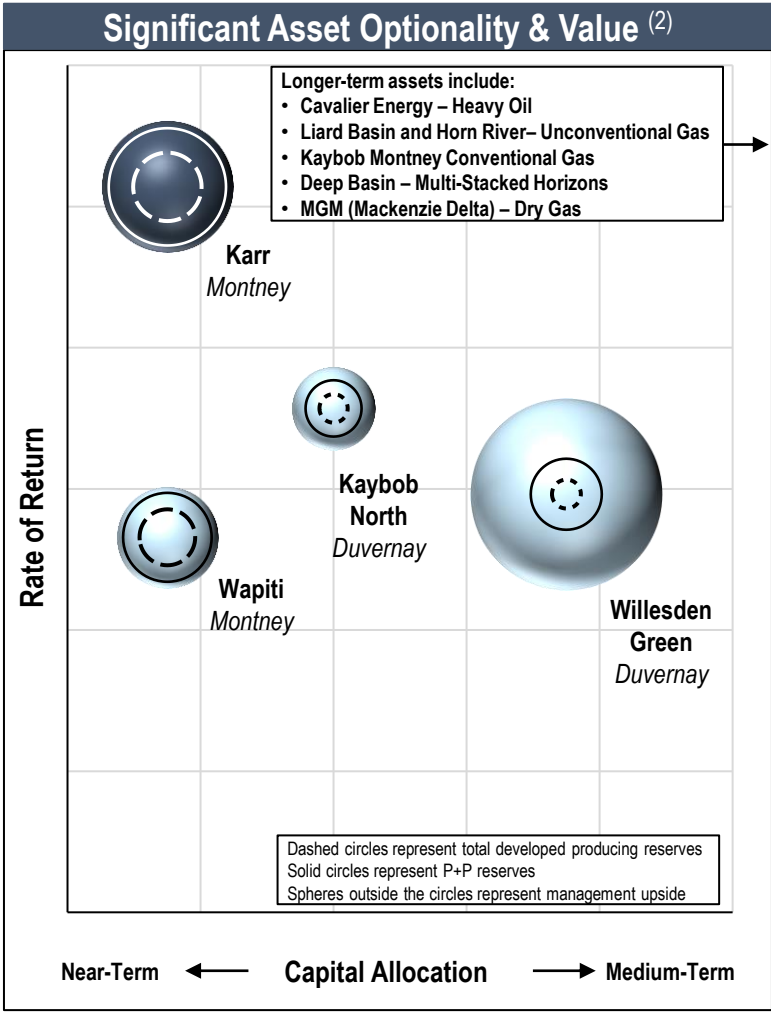 Significant Asset Optionality & Value (2)
Longer-term assets include:
• Cavalier Energy – Heavy Oil
• Liard Basin and Horn River– Unconventional Gas
• Kaybob Montney Conventional Gas
• Deep Basin – Multi-Stacked Horizons
• MGM (Mackenzie Delta) – Dry Gas
Karr
Montney
Kaybob
North
Duvernay
Wapiti
Montney
Willesden
Green
Duvernay
Rate of Return
Dashed circles represent total developed producing reserves
Solid circles represent P+P reserves
Spheres outside the circles represent management upside
Near-Term Capital Allocation Medium-Term